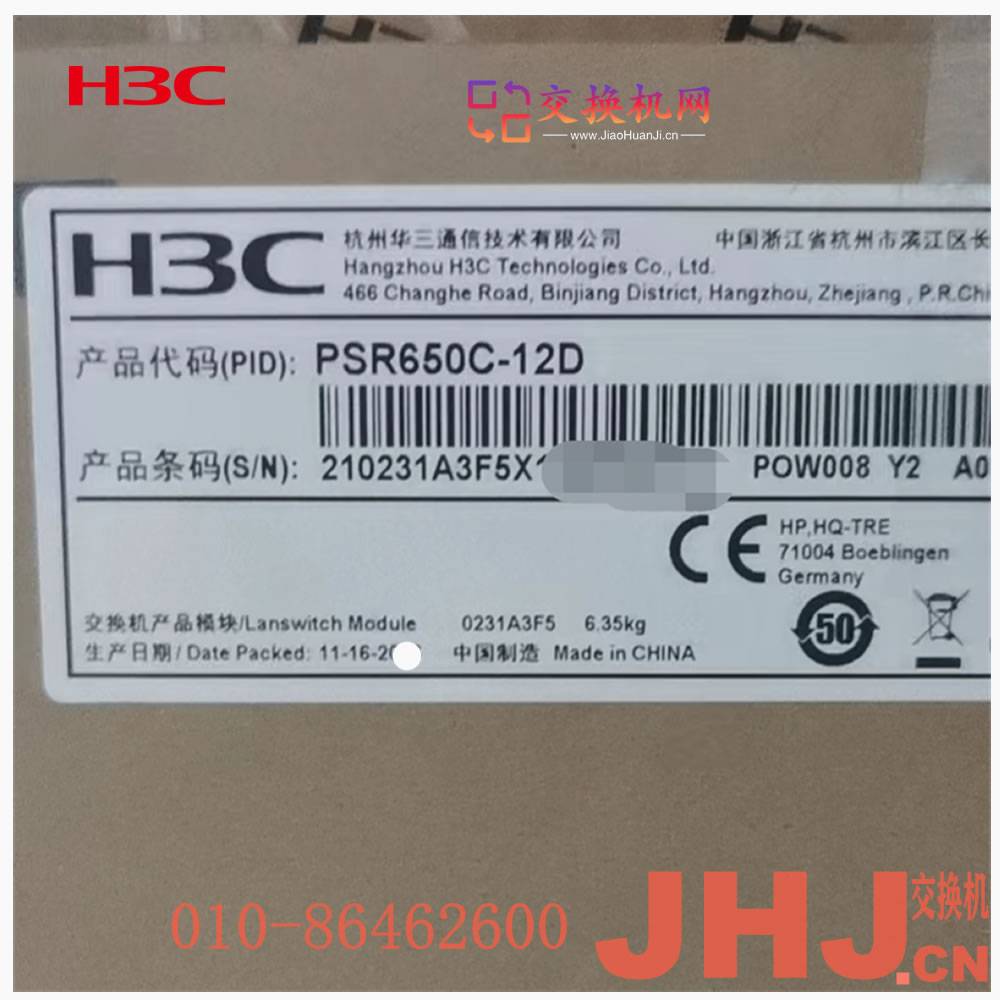 H3C
交换机网
www.JiaoHuanJi.cn
H3C
杭州华三通信技术有限公司 中国浙江省杭州市滨江区长
Hangzhou H3C Technologies Co., Ltd.
466 Changhe Road, Binjiang District, Hangzhou, Zhejiang , P.R.Chi
产品代码(PID): PSR650C-12D
产品条码(S/N): 210231A3F5X POW008 Y2 A0
CE
HP,HQ-TRE
71004 Boeblingen
Germany
50
交换机产品模块/Lanswitch Module 0231A3F5 6.35kg
生产日期/Date Packed: 11-16-20 中国制造 Made in CHINA
010-86462600
JHJ.CN
交换机